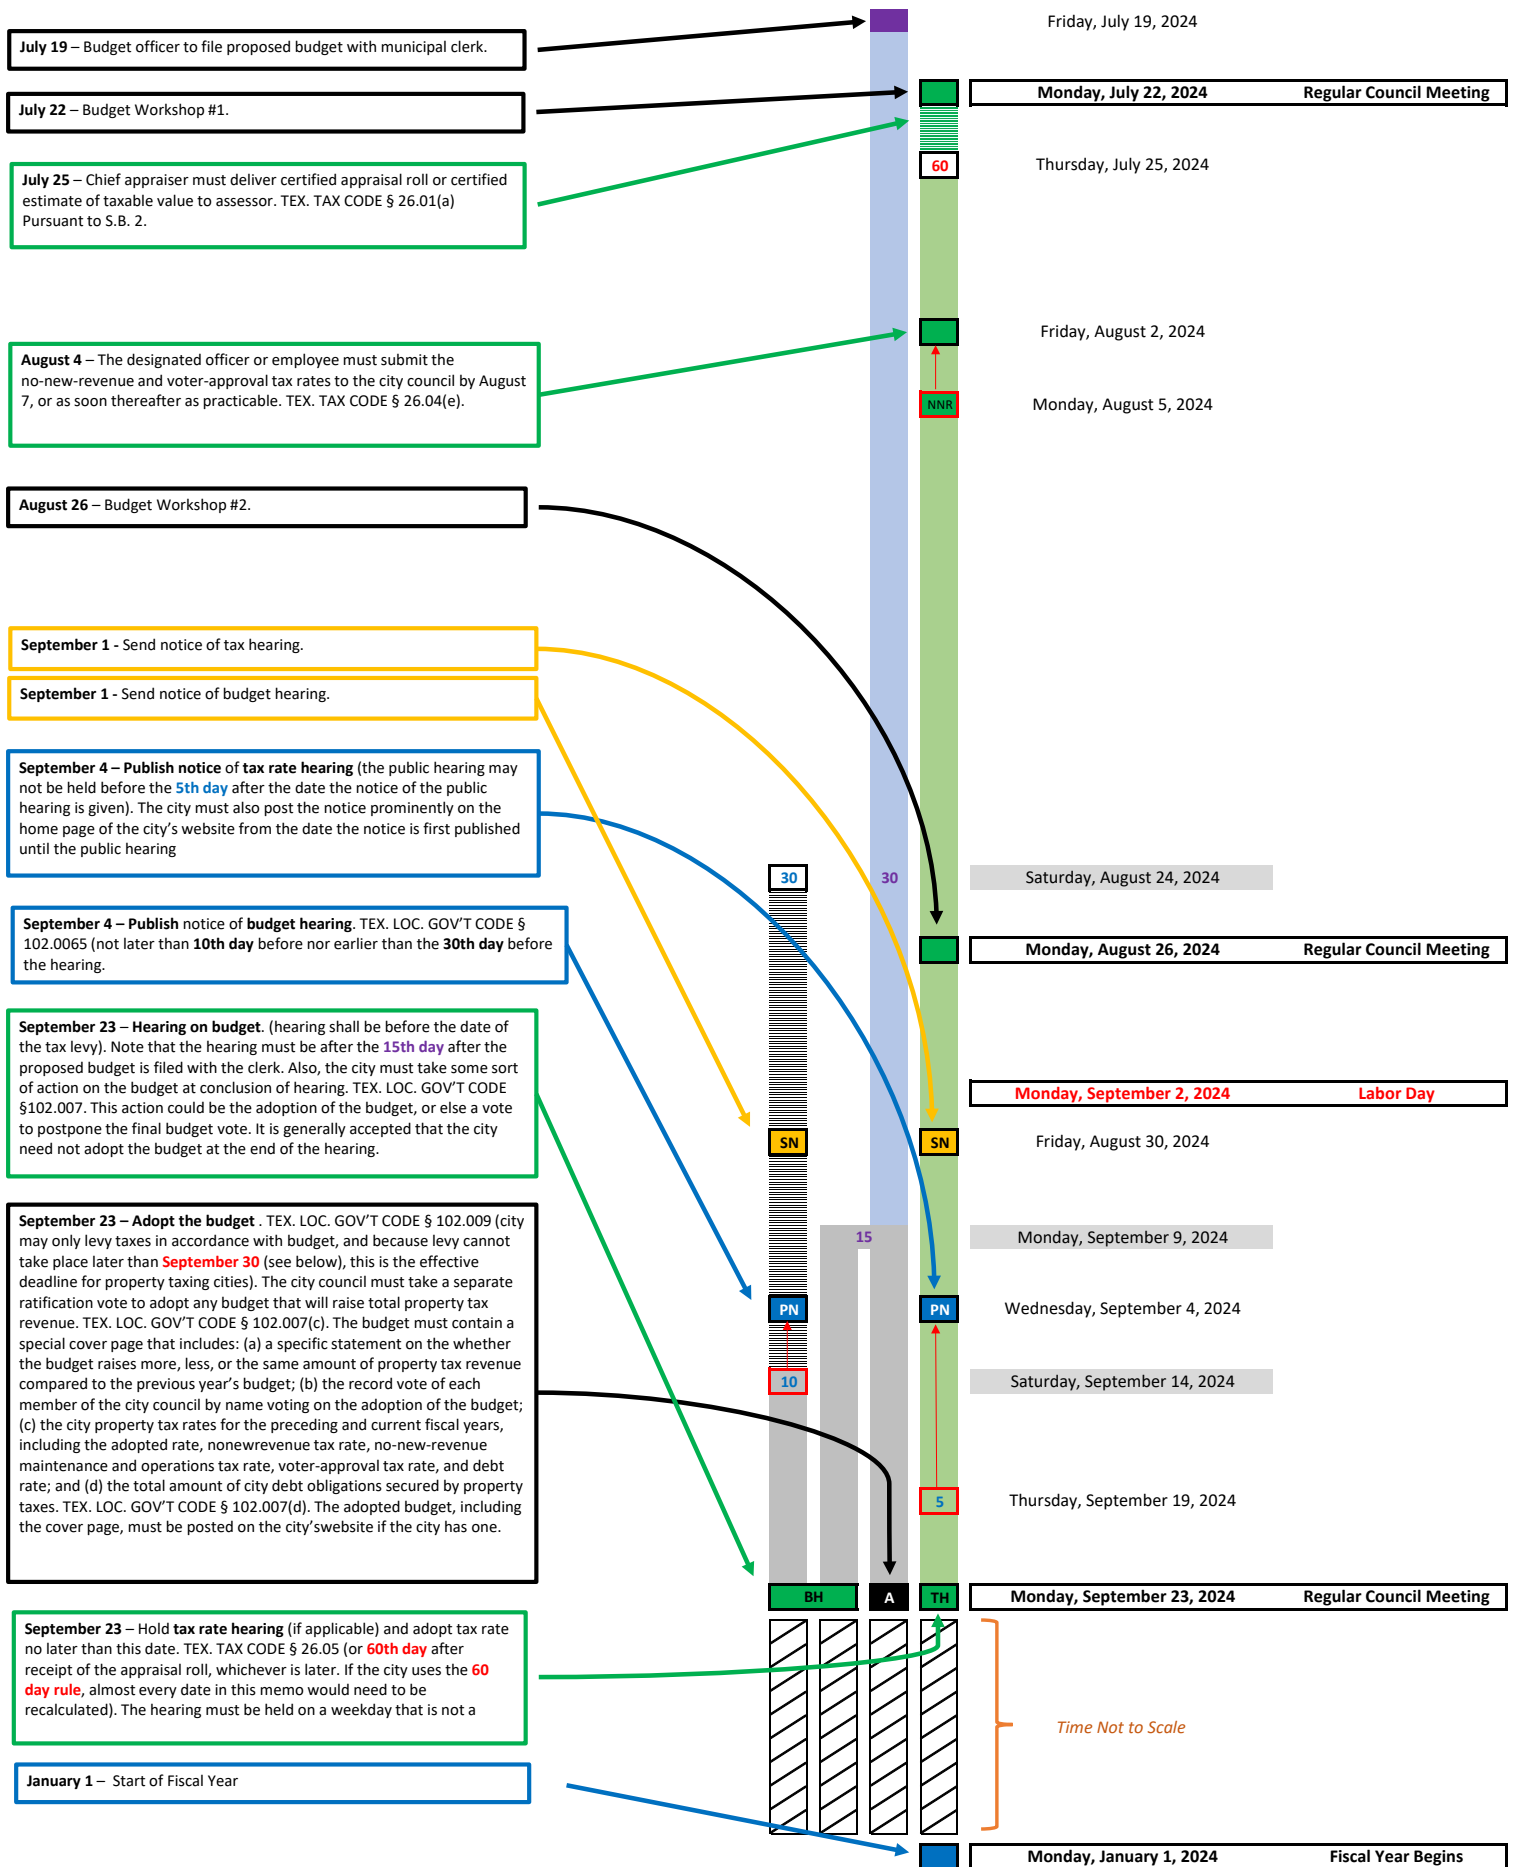 July 19 – Budget officer to file proposed budget with municipal clerk.
Friday, July 19, 2024
July 22 – Budget Workshop #1.
Monday, July 22, 2024 Regular Council Meeting
July 25 – Chief appraiser must deliver certified appraisal roll or certified
estimate of taxable value to assessor. TEX. TAX CODE § 26.01(a)
Pursuant to S.B. 2.
60
Thursday, July 25, 2024
Friday, August 2, 2024
August 4 – The designated officer or employee must submit the
no-new-revenue and voter-approval tax rates to the city council by August
7, or as soon thereafter as practicable. TEX. TAX CODE § 26.04(e).
NNR
Monday, August 5, 2024
August 26 – Budget Workshop #2.
September 1 - Send notice of tax hearing.
September 1 - Send notice of budget hearing.
September 4 – Publish notice of tax rate hearing (the public hearing may
not be held before the 5th day after the date the notice of the public
hearing is given). The city must also post the notice prominently on the
home page of the city's website from the date the notice is first published
until the public hearing
30
30
Saturday, August 24, 2024
September 4 – Publish notice of budget hearing. TEX. LOC. GOV'T CODE §
102.0065 (not later than 10th day before nor earlier than the 30th day before
the hearing.
Monday, August 26, 2024 Regular Council Meeting
September 23 – Hearing on budget. (hearing shall be before the date of
the tax levy). Note that the hearing must be after the 15th day after the
proposed budget is filed with the clerk. Also, the city must take some sort
of action on the budget at conclusion of hearing. TEX. LOC. GOV'T CODE
§102.007. This action could be the adoption of the budget, or else a vote
to postpone the final budget vote. It is generally accepted that the city
need not adopt the budget at the end of the hearing.
Monday, September 2, 2024 Labor Day
SN
SN
Friday, August 30, 2024
September 23 – Adopt the budget . TEX. LOC. GOV'T CODE § 102.009 (city
may only levy taxes in accordance with budget, and because levy cannot
take place later than September 30 (see below), this is the effective
deadline for property taxing cities). The city council must take a separate
ratification vote to adopt any budget that will raise total property tax
revenue. TEX. LOC. GOV'T CODE § 102.007(c). The budget must contain a
special cover page that includes: (a) a specific statement on the whether
the budget raises more, less, or the same amount of property tax revenue
compared to the previous year's budget; (b) the record vote of each
member of the city council by name voting on the adoption of the budget;
(c) the city property tax rates for the preceding and current fiscal years,
including the adopted rate, nonewrevenue tax rate, no-new-revenue
maintenance and operations tax rate, voter-approval tax rate, and debt
rate; and (d) the total amount of city debt obligations secured by property
taxes. TEX. LOC. GOV'T CODE § 102.007(d). The adopted budget, including
the cover page, must be posted on the city'swebsite if the city has one.
15
Monday, September 9, 2024
PN
PN
Wednesday, September 4, 2024
10
Saturday, September 14, 2024
5
Thursday, September 19, 2024
BH
A
TH
Monday, September 23, 2024 Regular Council Meeting
September 23 – Hold tax rate hearing (if applicable) and adopt tax rate
no later than this date. TEX. TAX CODE § 26.05 (or 60th day after
receipt of the appraisal roll, whichever is later. If the city uses the 60
day rule, almost every date in this memo would need to be
recalculated). The hearing must be held on a weekday that is not a
Time Not to Scale
January 1 – Start of Fiscal Year
Monday, January 1, 2024 Fiscal Year Begins